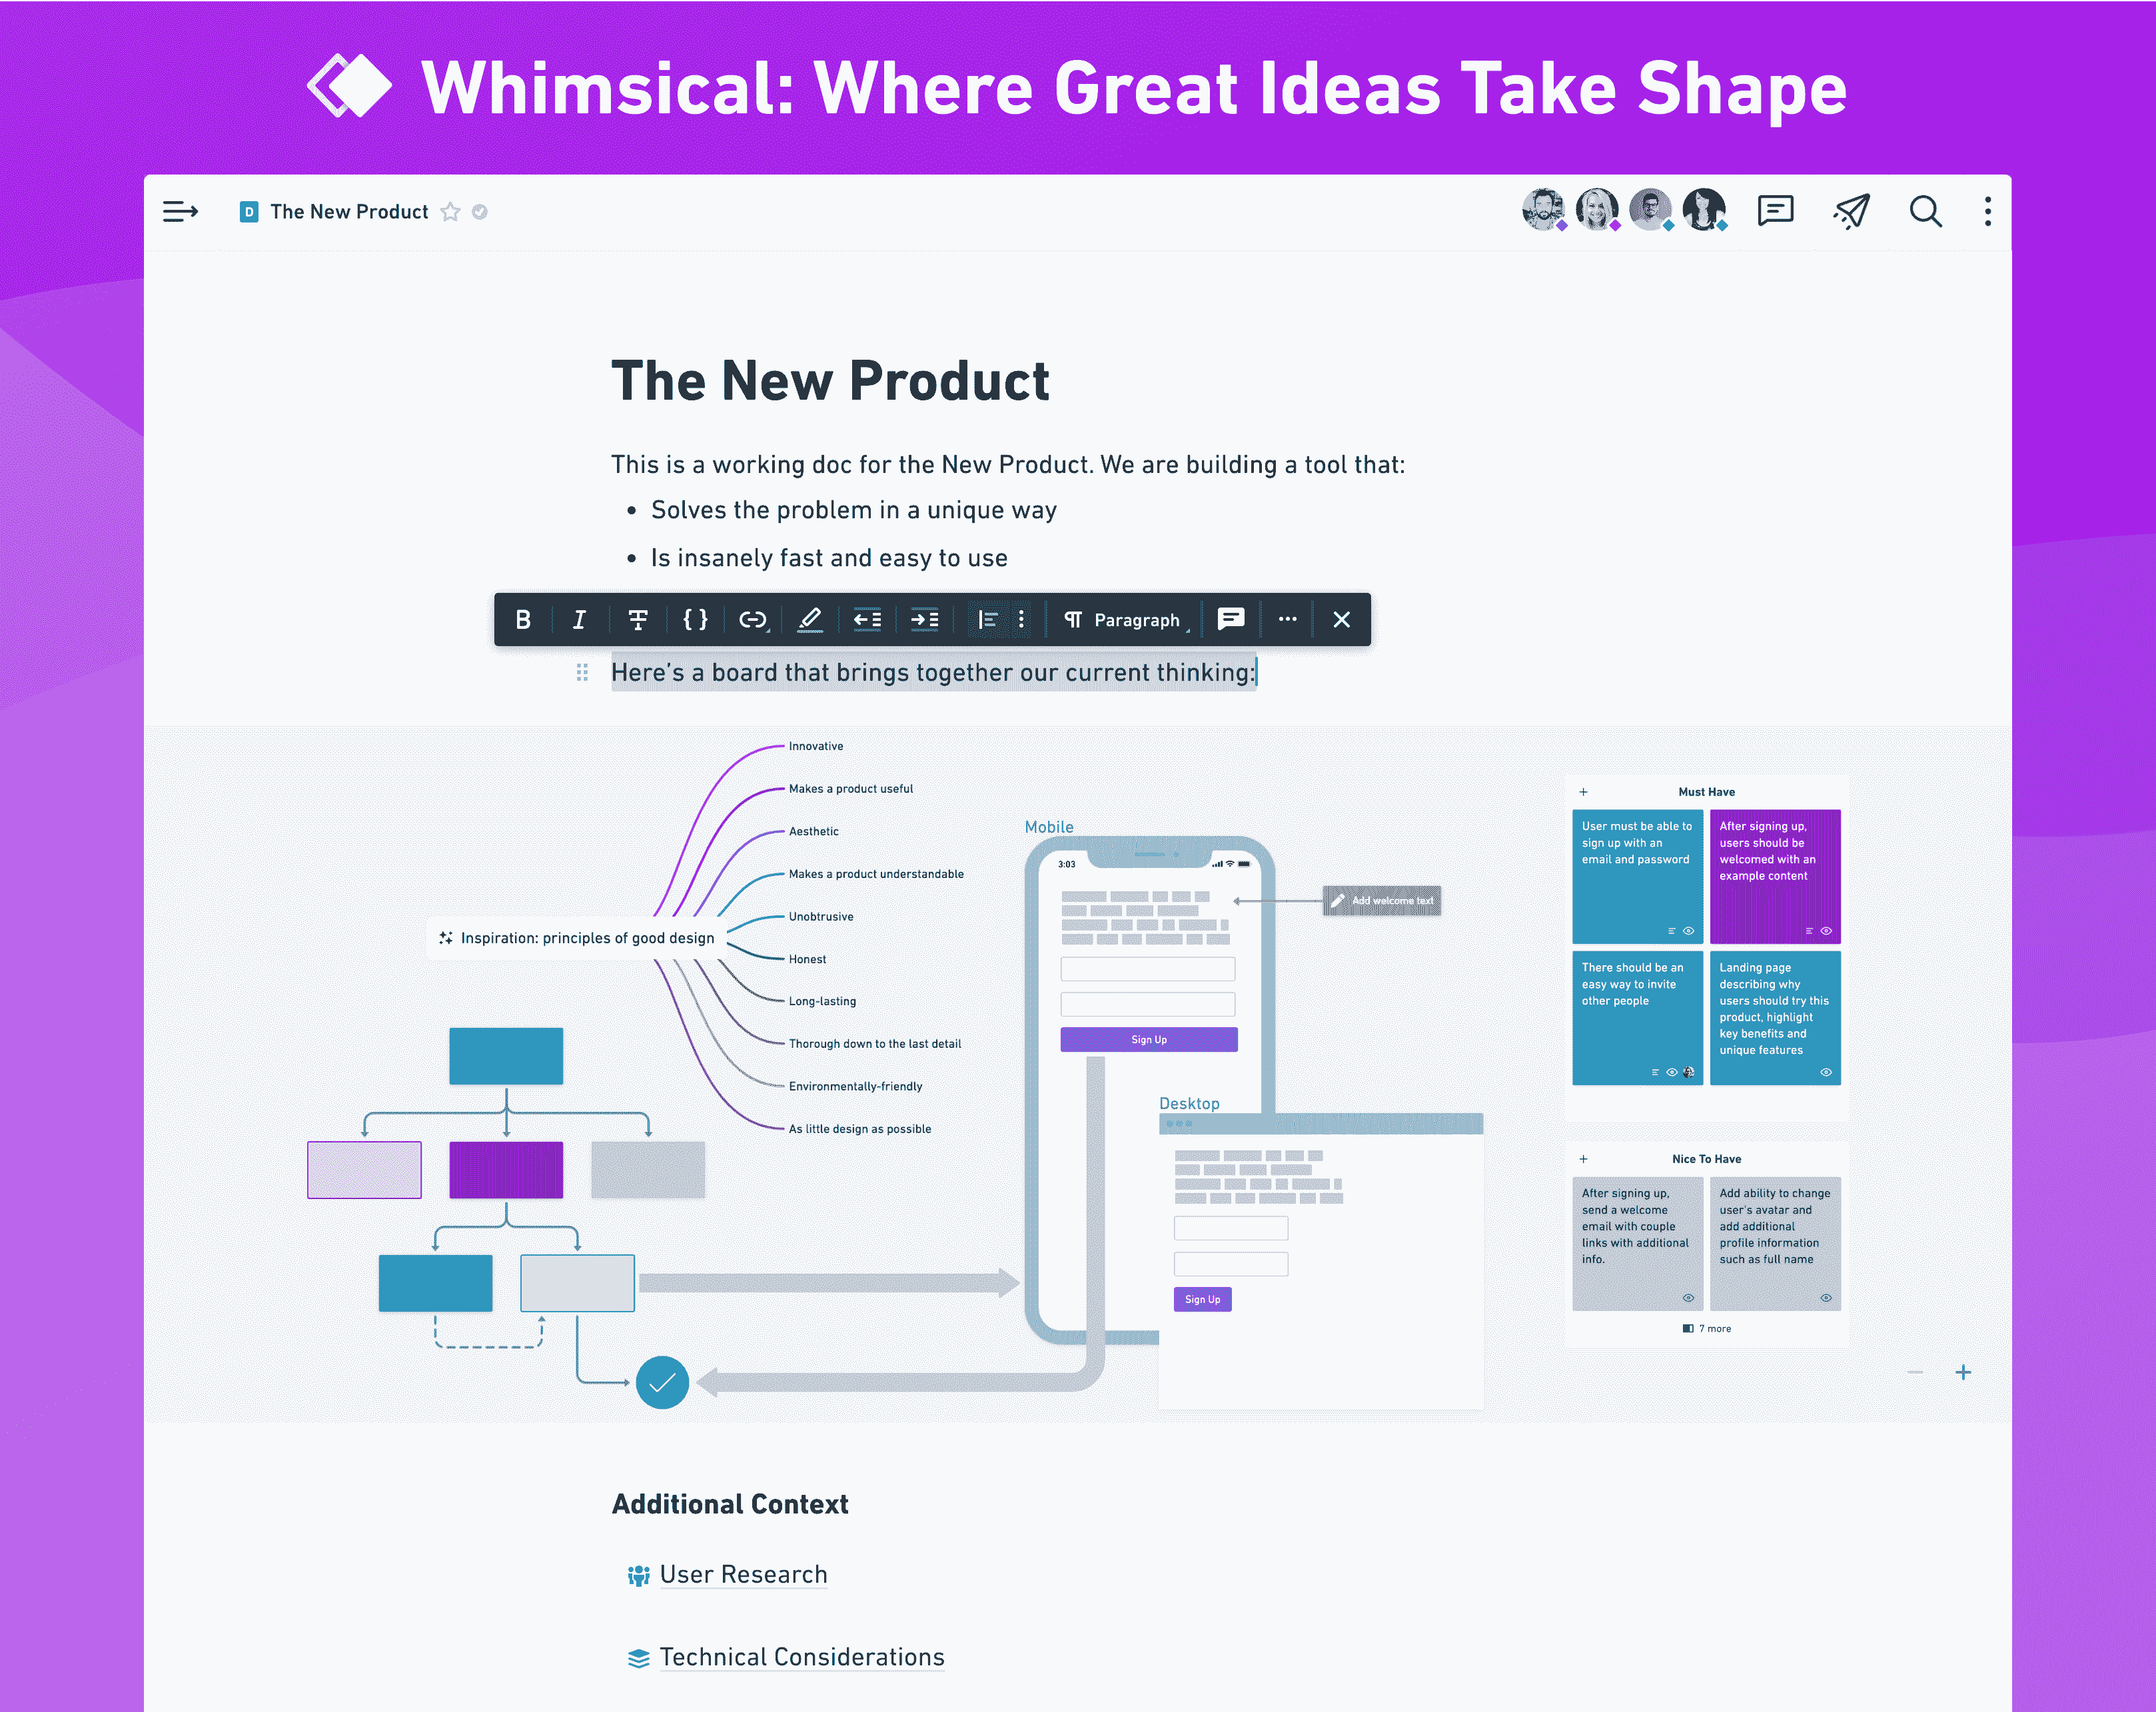 Whimsical: Where Great Ideas Take Shape
D The New Product
The New Product
This is a working doc for the New Product. We are building a tool that:
• Solves the problem in a unique way
• Is insanely fast and easy to use
B I T { } ¶ Paragraph
Here’s a board that brings together our current thinking:
Innovative
Makes a product useful
Aesthetic
Makes a product understandable
Unobtrusive
Inspiration: principles of good design
Honest
Long-lasting
Thorough down to the last detail
Environmentally-friendly
As little design as possible
Mobile
3:03
Add welcome text
Sign Up
Desktop
Sign Up
Must Have
User must be able to
sign up with an
email and password
After signing up,
users should be
welcomed with an
example content
There should be an
easy way to invite
other people
Landing page
describing why
users should try this
product, highlight
key benefits and
unique features
Nice To Have
After signing up,
send a welcome
email with couple
links with additional
info.
Add ability to change
user's avatar and
add additional
profile information
such as full name
7 more
Additional Context
User Research
Technical Considerations